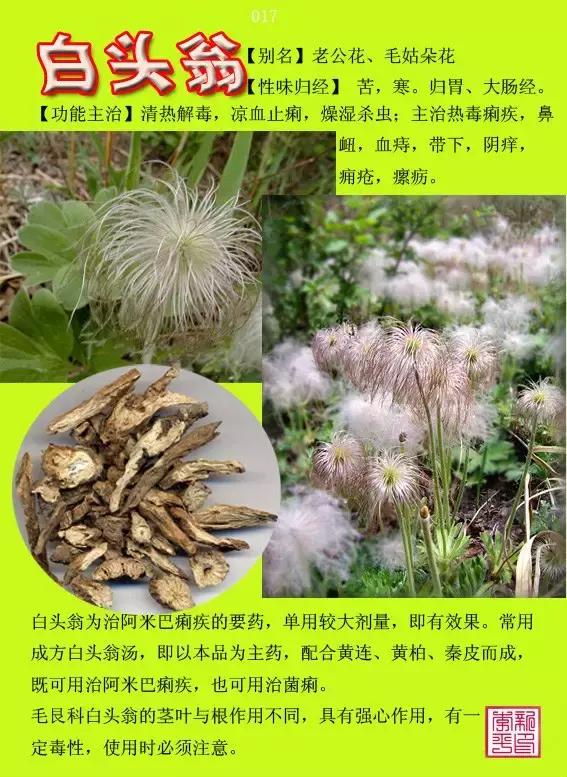 017
白头翁
【别名】老公花、毛姑朵花
【性味归经】 苦，寒。归胃、大肠经。
【功能主治】清热解毒，凉血止痢，燥湿杀虫；主治热毒痢疾，鼻
衄，血痔，带下，阴痒，
痈疮，瘰疬。
白头翁为治阿米巴痢疾的要药，单用较大剂量，即有效果。常用
成方白头翁汤，即以本品为主药，配合黄连、黄柏、秦皮而成，
既可用治阿米巴痢疾，也可用治菌痢。
毛艮科白头翁的茎叶与根作用不同，具有强心作用，有一
定毒性，使用时必须注意。